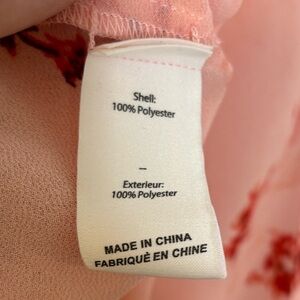 Shell:
100% Polyester
–
Exterieur:
100% Polyester
MADE IN CHINA
FABRIQUÈ EN CHINE